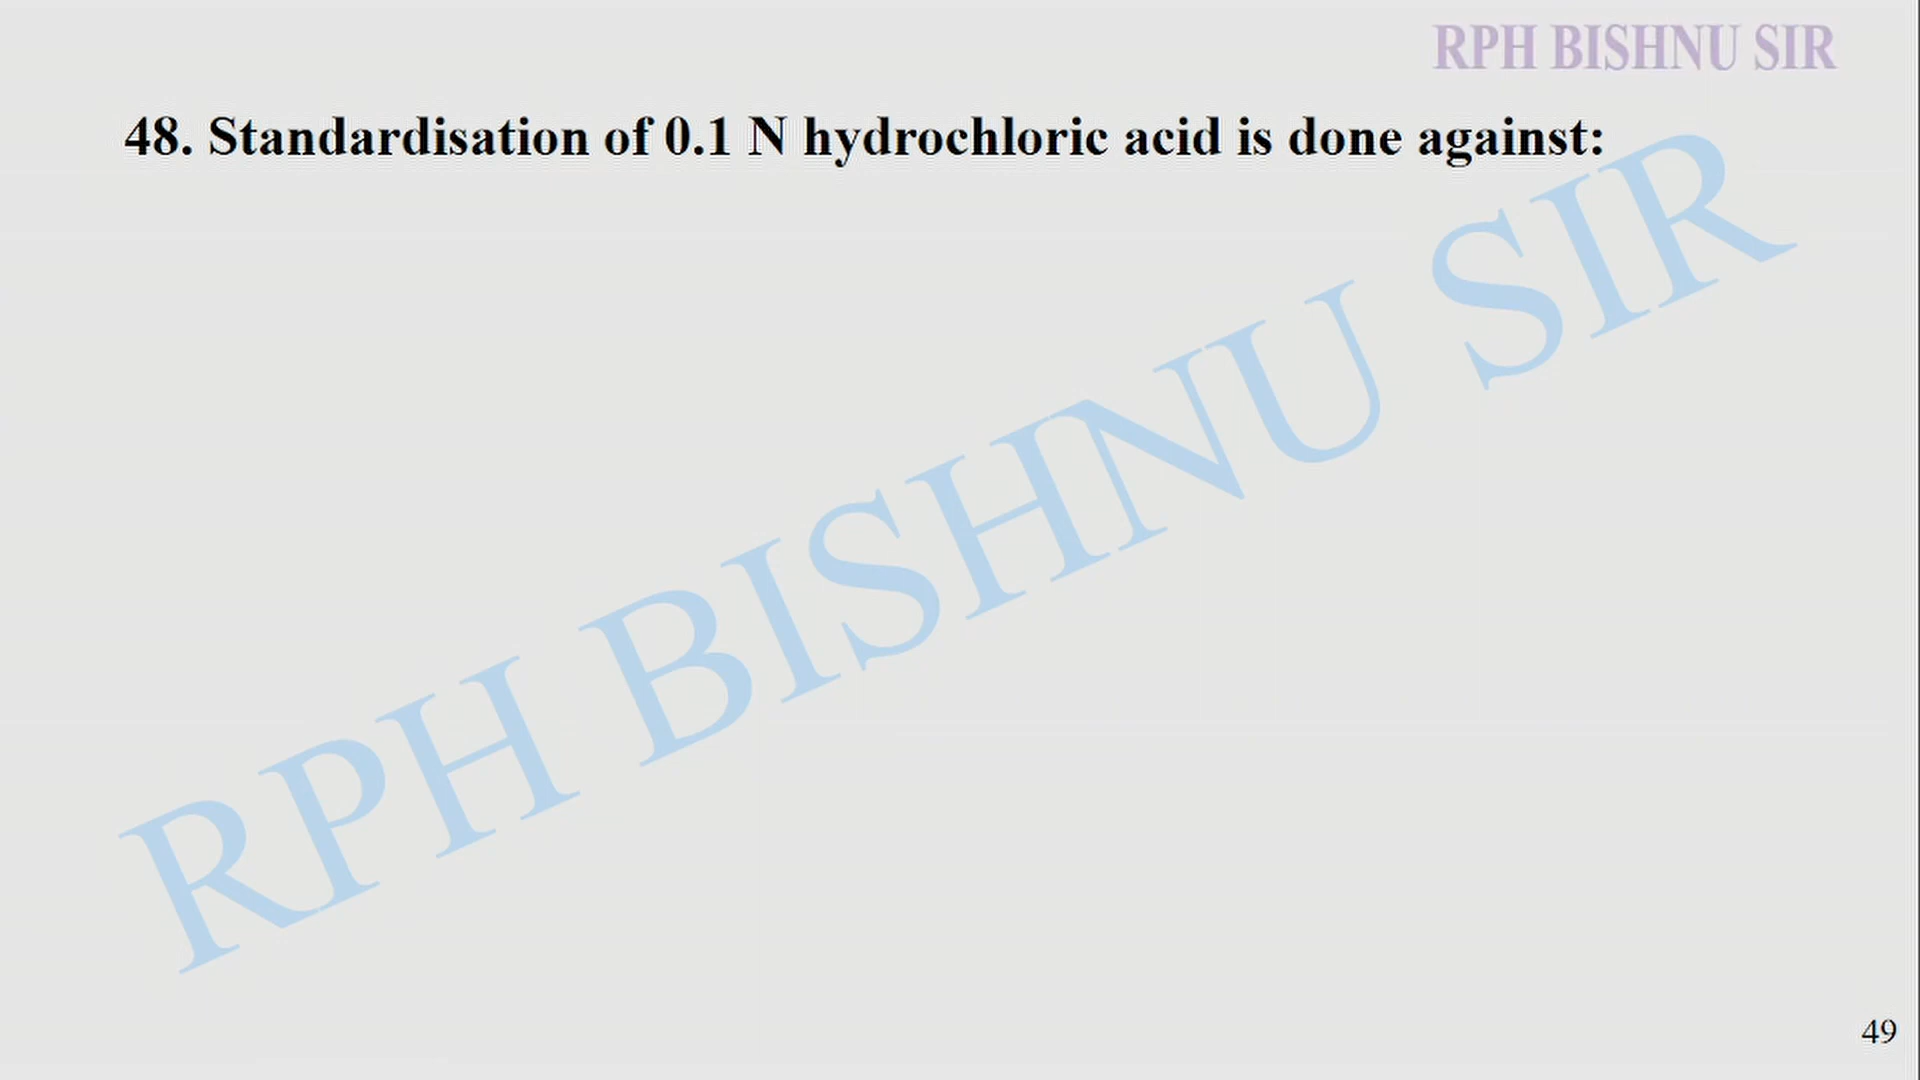 RPH BISHNU SIR
48. Standardisation of 0.1 N hydrochloric acid is done against:
RPH BISHNU SIR
49